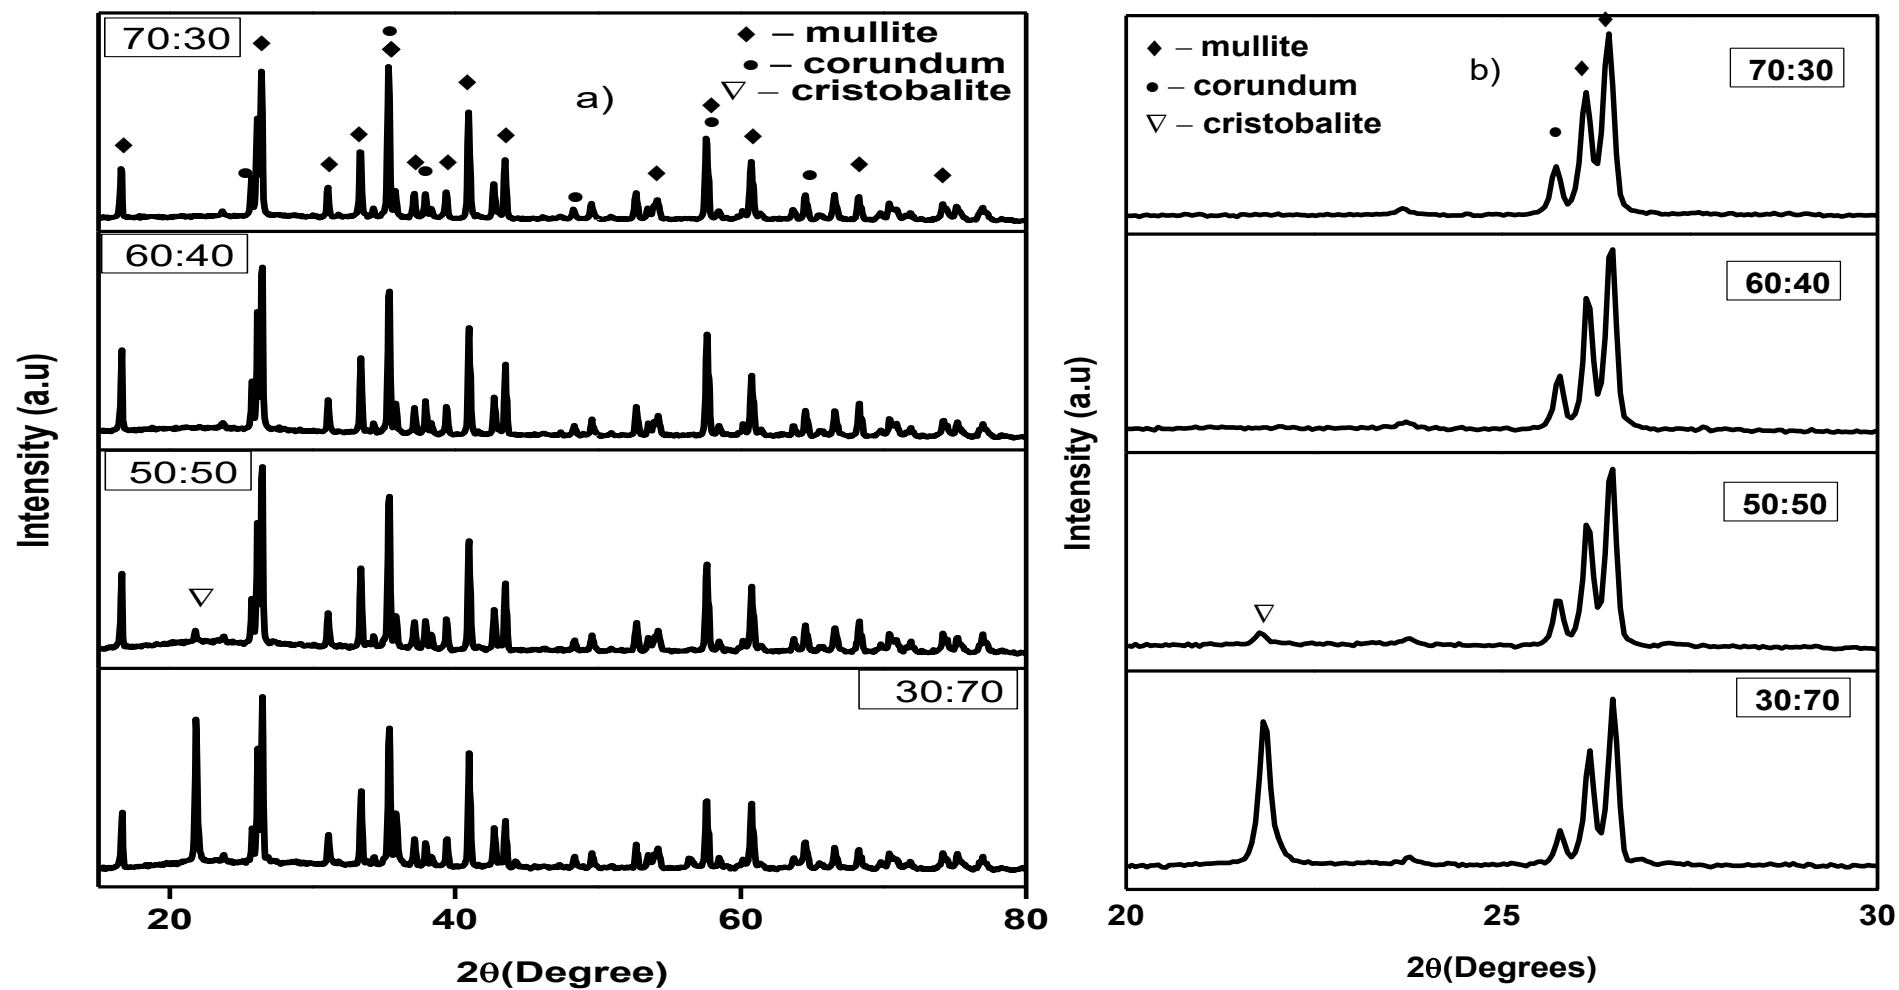 70:30
◆ – mullite
● – corundum
▽ – cristobalite
a)
60:40
50:50
30:70
Intensity (a.u)
20 40 60 80
2θ(Degree)
◆ – mullite
● – corundum
▽ – cristobalite
b)
70:30
60:40
50:50
30:70
Intensity (a.u)
20 25 30
2θ(Degrees)